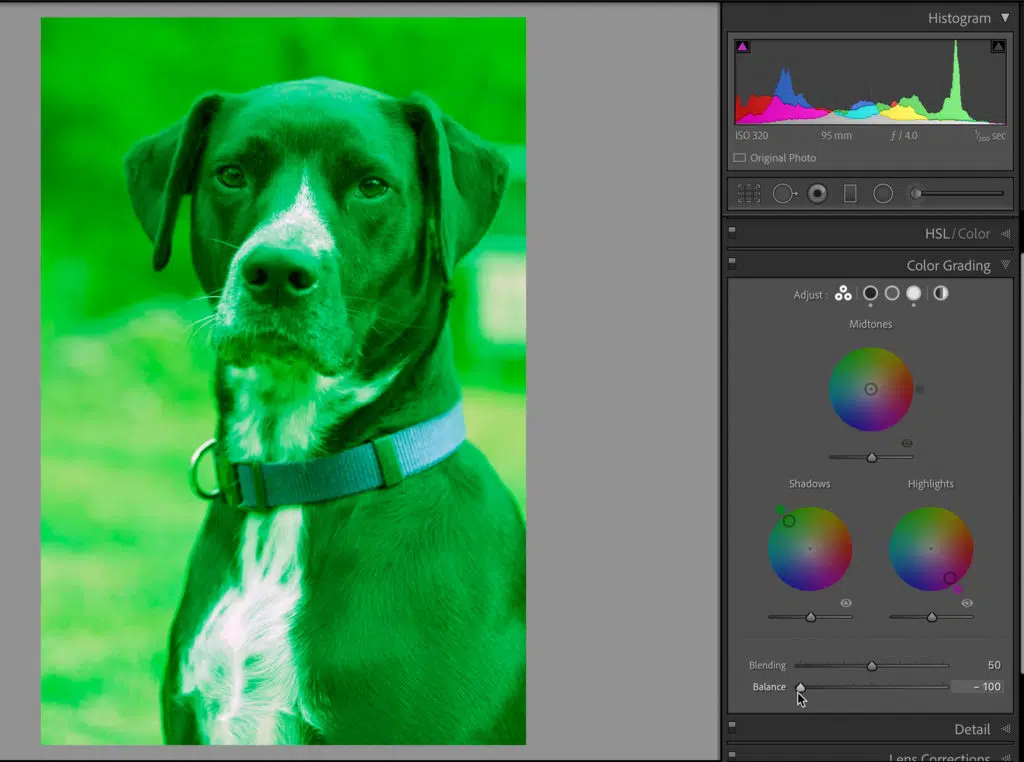 Histogram
ISO 320 95 mm ƒ / 4.0 1/200 sec
Original Photo
HSL / Color
Color Grading
Adjust :
Midtones
Shadows Highlights
Blending 50
Balance – 100
Detail
Lens Corrections